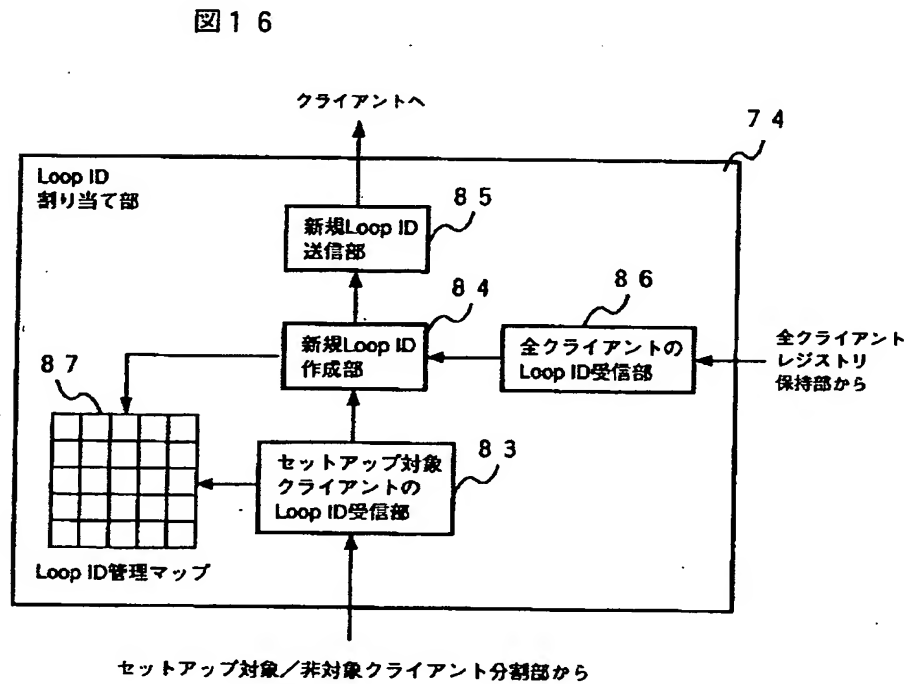 図16
クライアントへ
74
Loop ID
割り当て部
85
新規Loop ID
送信部
84
新規Loop ID
作成部
86
全クライアントの
Loop ID受信部
全クライアント
レジストリ
保持部から
87
83
セットアップ対象
クライアントの
Loop ID受信部
Loop ID管理マップ
セットアップ対象/非対象クライアント分割部から